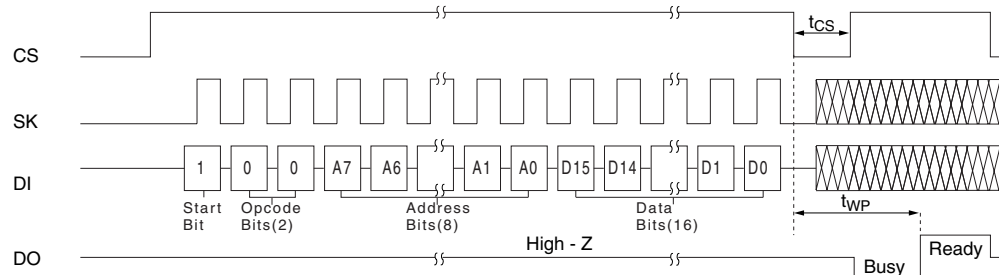 CS
tCS
SK
DI 1 0 0 A7 A6 A1 A0 D15 D14 D1 D0
Start Bit
Opcode Bits(2)
Address Bits(8)
Data Bits(16)
tWP
DO High - Z Busy Ready